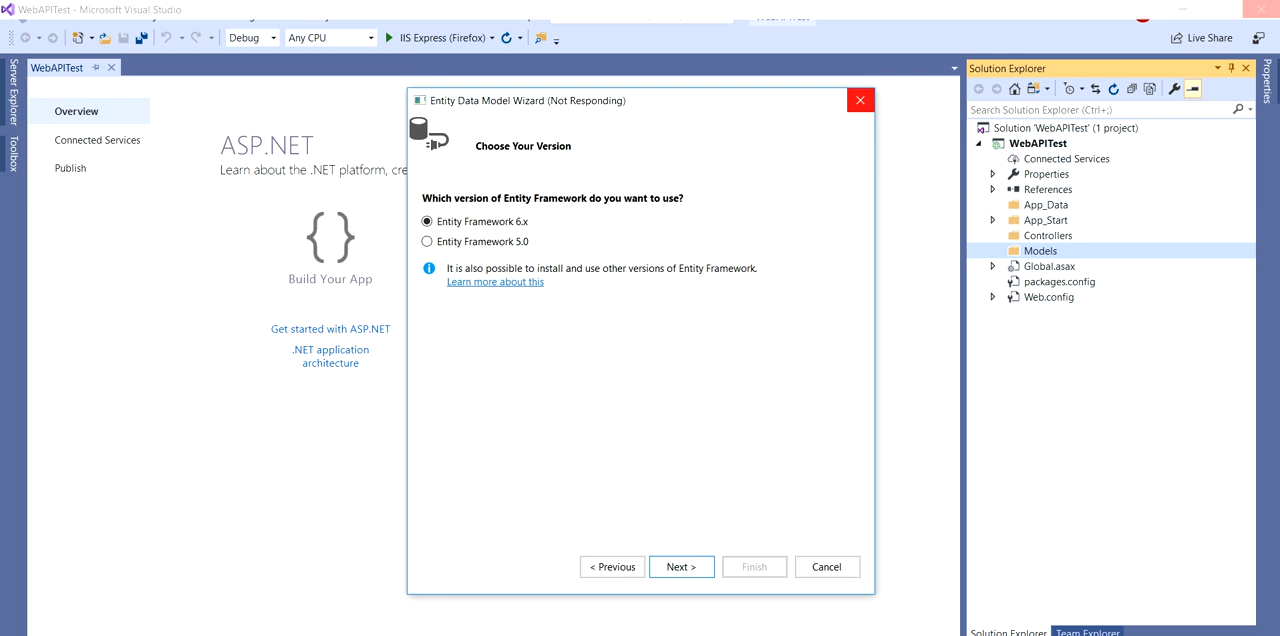 WebAPITest - Microsoft Visual Studio
Debug
Any CPU
IIS Express (Firefox)
Live Share
Server Explorer
Toolbox
WebAPITest
Overview
Connected Services
Publish
ASP.NET
Learn about the .NET platform, cre
Build Your App
Get started with ASP.NET
.NET application
architecture
Entity Data Model Wizard (Not Responding)
Choose Your Version
Which version of Entity Framework do you want to use?
Entity Framework 6.x
Entity Framework 5.0
It is also possible to install and use other versions of Entity Framework.
Learn more about this
< Previous
Next >
Finish
Cancel
Solution Explorer
Search Solution Explorer (Ctrl+;)
Solution 'WebAPITest' (1 project)
WebAPITest
Connected Services
Properties
References
App_Data
App_Start
Controllers
Models
Global.asax
packages.config
Web.config
Solution Explorer
Team Explorer
Properties